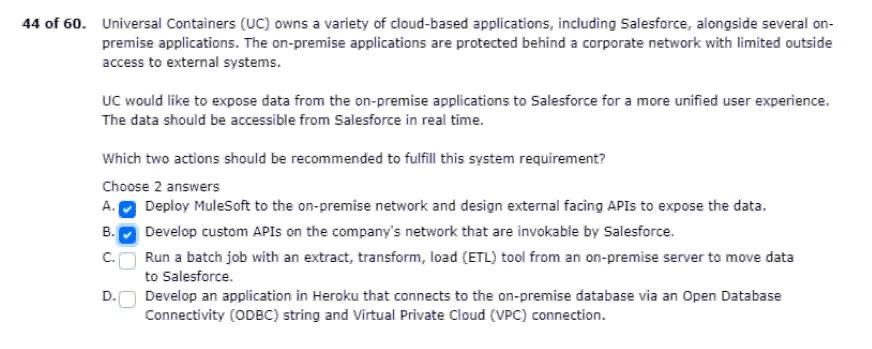 44 of 60. Universal Containers (UC) owns a variety of cloud-based applications, including Salesforce, alongside several on-
premise applications. The on-premise applications are protected behind a corporate network with limited outside
access to external systems.
UC would like to expose data from the on-premise applications to Salesforce for a more unified user experience.
The data should be accessible from Salesforce in real time.
Which two actions should be recommended to fulfill this system requirement?
Choose 2 answers
A. Deploy MuleSoft to the on-premise network and design external facing APIs to expose the data.
B. Develop custom APIs on the company's network that are invokable by Salesforce.
C. Run a batch job with an extract, transform, load (ETL) tool from an on-premise server to move data
to Salesforce.
D. Develop an application in Heroku that connects to the on-premise database via an Open Database
Connectivity (ODBC) string and Virtual Private Cloud (VPC) connection.